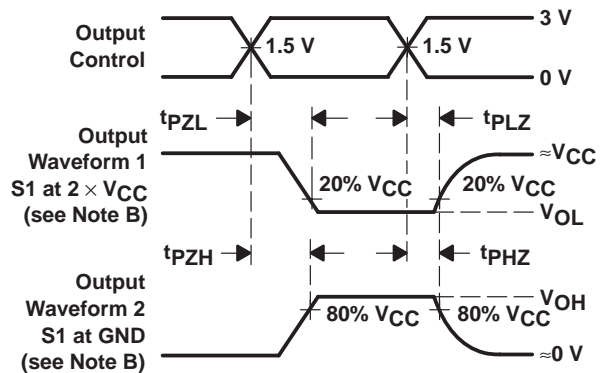 Output
Control
1.5 V
1.5 V
3 V
0 V
tPZL
tPLZ
Output
Waveform 1
S1 at 2 × VCC
(see Note B)
20% VCC
20% VCC
≈VCC
VOL
tPZH
tPHZ
Output
Waveform 2
S1 at GND
(see Note B)
80% VCC
80% VCC
VOH
≈0 V